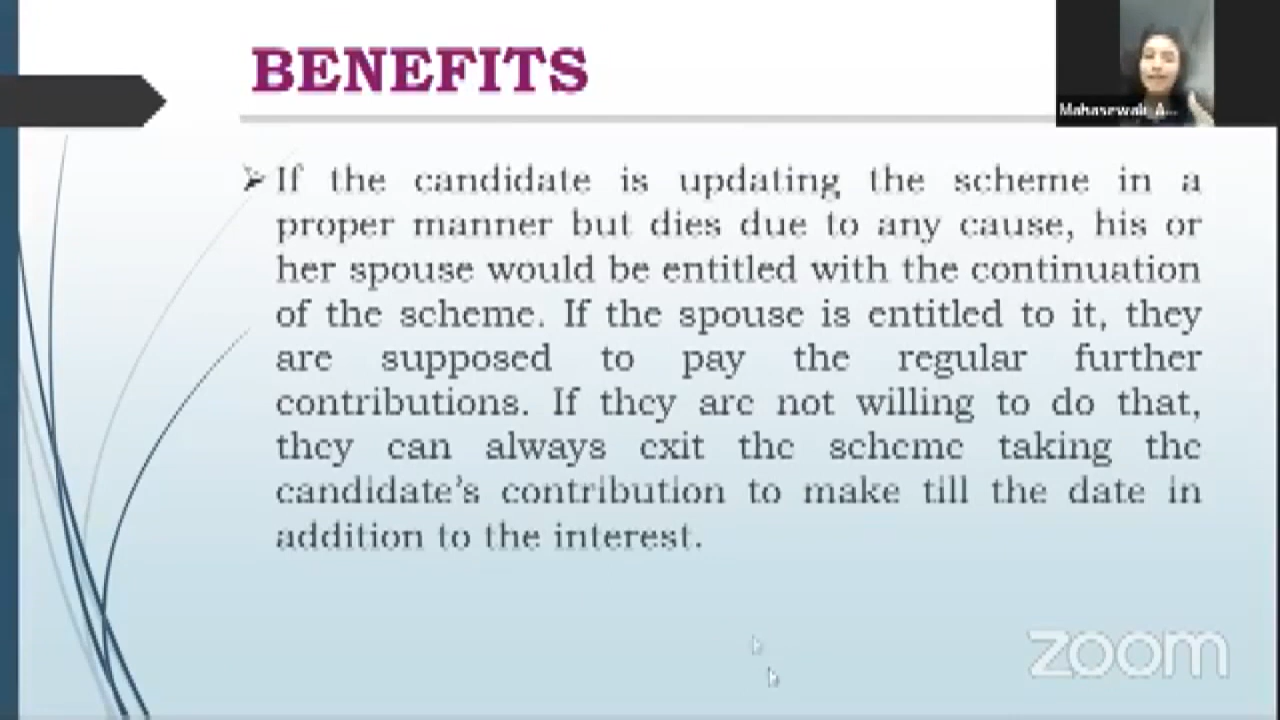 BENEFITS
If the candidate is updating the scheme in a
proper manner but dies due to any cause, his or
her spouse would be entitled with the continuation
of the scheme. If the spouse is entitled to it, they
are supposed to pay the regular further
contributions. If they are not willing to do that,
they can always exit the scheme taking the
candidate’s contribution to make till the date in
addition to the interest.
Mahasewak A...
zoom